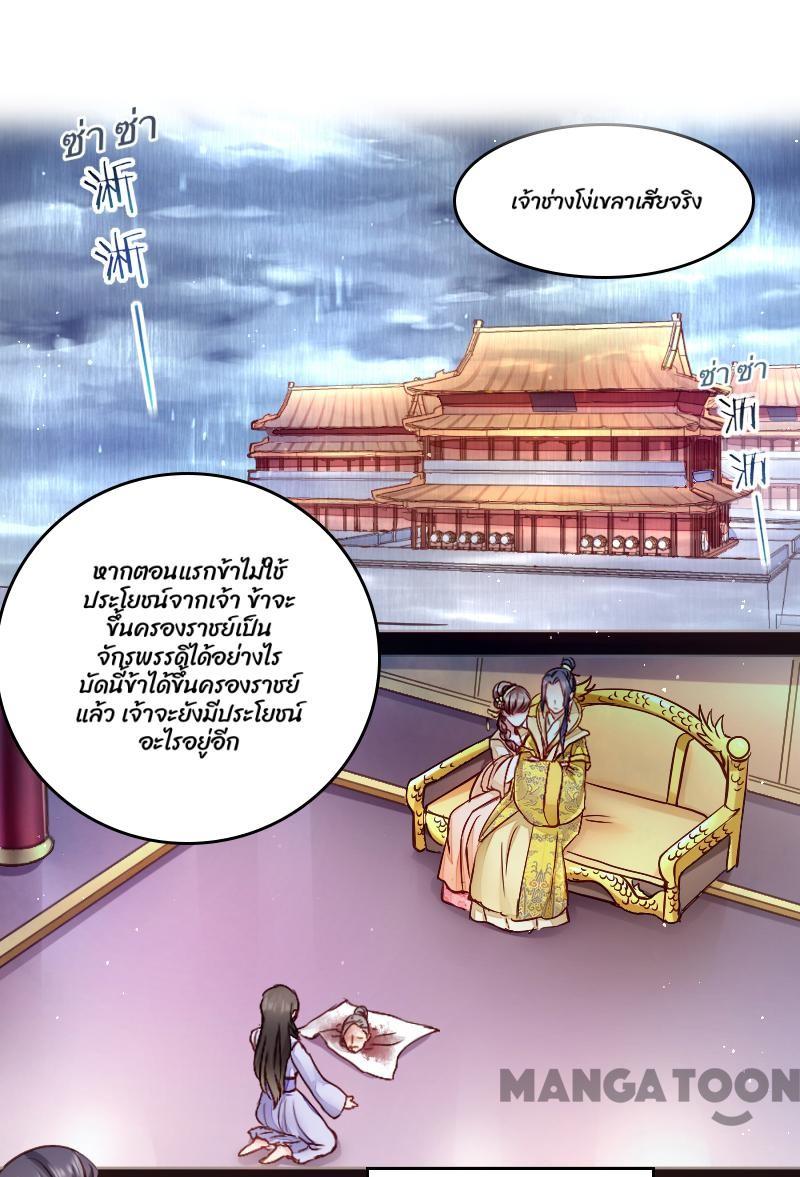 ซ่า ซ่า
淅
淅
เจ้าช่างโง่เขลาเสียจริง
ซ่า ซ่า
淅
淅
หากตอนแรกข้าไม่ใช้
ประโยชน์จากเจ้า ข้าจะ
ขึ้นครองราชย์เป็น
จักรพรรดิได้อย่างไร
บัดนี้ข้าได้ขึ้นครองราชย์
แล้ว เจ้าจะยังมีประโยชน์
อะไรอยู่อีก
MANGATOON